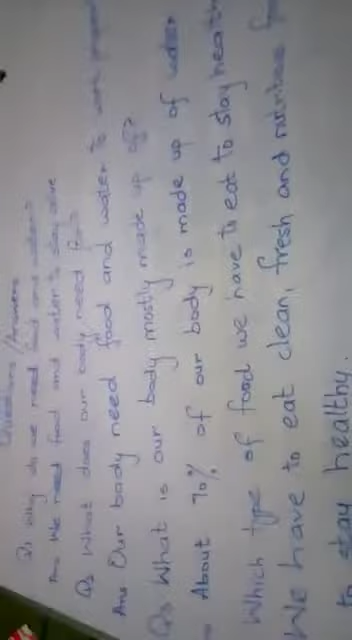 Questions / Answers
Q1 Why do we need food and water?
Ans We need food and water to stay alive
Q2 What does our body need for?
Ans Our body need food and water to work
Q3 What is our body mostly made up of?
About 70% of our body is made up of water
Which type of food we have to eat to stay
We have to eat clean, fresh and
to stay healthy.